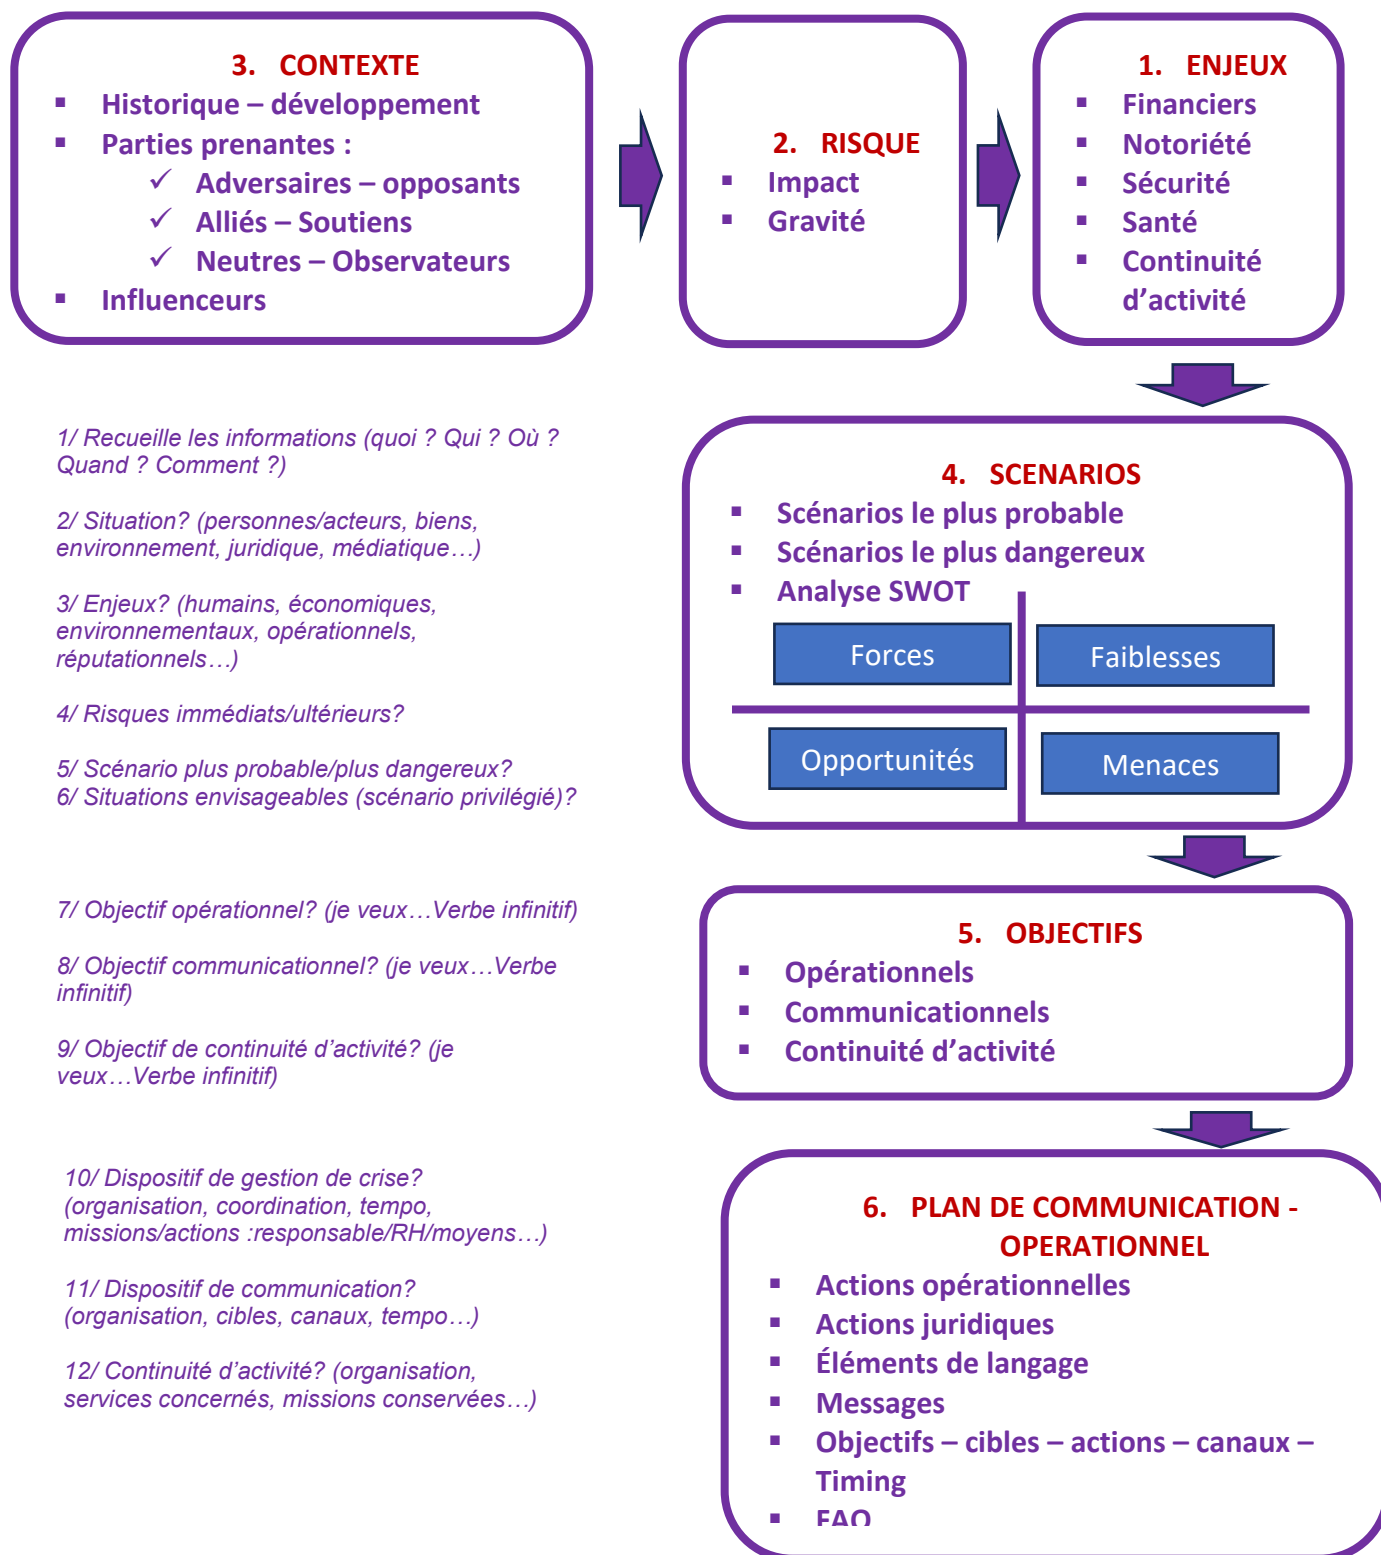 3. CONTEXTE
▪ Historique – développement
▪ Parties prenantes :
✓ Adversaires – opposants
✓ Alliés – Soutiens
✓ Neutres – Observateurs
▪ Influenceurs
2. RISQUE
▪ Impact
▪ Gravité
1. ENJEUX
▪ Financiers
▪ Notoriété
▪ Sécurité
▪ Santé
▪ Continuité
d’activité
1/ Recueille les informations (quoi ? Qui ? Où ?
Quand ? Comment ?)
2/ Situation? (personnes/acteurs, biens,
environnement, juridique, médiatique…)
3/ Enjeux? (humains, économiques,
environnementaux, opérationnels,
réputationnels…)
4/ Risques immédiats/ultérieurs?
5/ Scénario plus probable/plus dangereux?
6/ Situations envisageables (scénario privilégié)?
4. SCENARIOS
▪ Scénarios le plus probable
▪ Scénarios le plus dangereux
▪ Analyse SWOT
Forces
Faiblesses
Opportunités
Menaces
7/ Objectif opérationnel? (je veux…Verbe infinitif)
8/ Objectif communicationnel? (je veux…Verbe
infinitif)
9/ Objectif de continuité d’activité? (je
veux…Verbe infinitif)
5. OBJECTIFS
▪ Opérationnels
▪ Communicationnels
▪ Continuité d’activité
10/ Dispositif de gestion de crise?
(organisation, coordination, tempo,
missions/actions :responsable/RH/moyens…)
11/ Dispositif de communication?
(organisation, cibles, canaux, tempo…)
12/ Continuité d’activité? (organisation,
services concernés, missions conservées…)
6. PLAN DE COMMUNICATION -
OPERATIONNEL
▪ Actions opérationnelles
▪ Actions juridiques
▪ Éléments de langage
▪ Messages
▪ Objectifs – cibles – actions – canaux –
Timing
▪ FAQ